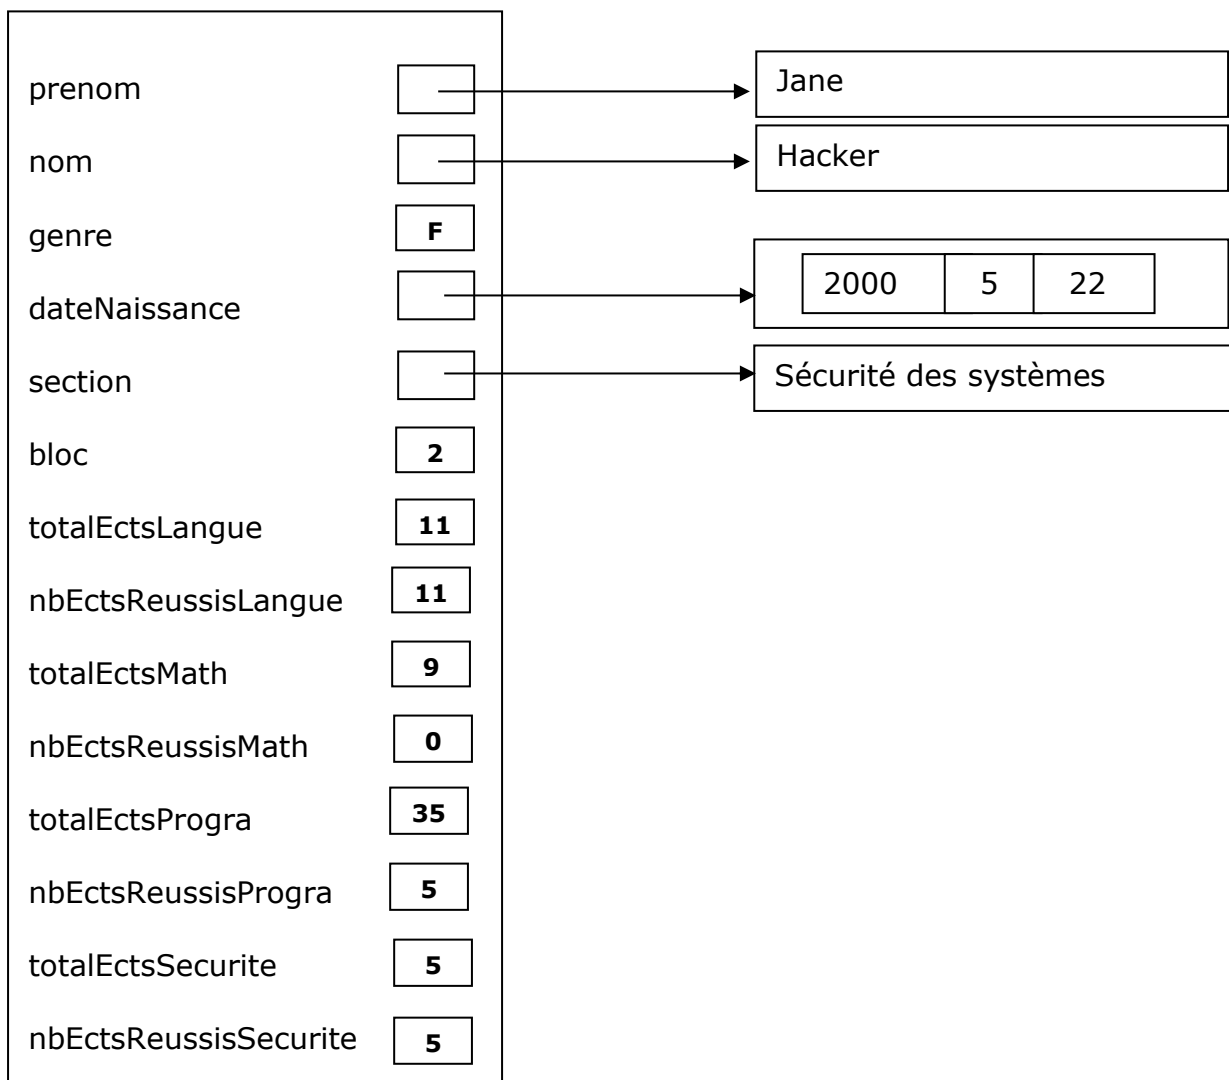 prenom Jane
nom Hacker
genre F
dateNaissance 2000 5 22
section Sécurité des systèmes
bloc 2
totalEctsLangue 11
nbEctsReussisLangue 11
totalEctsMath 9
nbEctsReussisMath 0
totalEctsProgra 35
nbEctsReussisProgra 5
totalEctsSecurite 5
nbEctsReussisSecurite 5